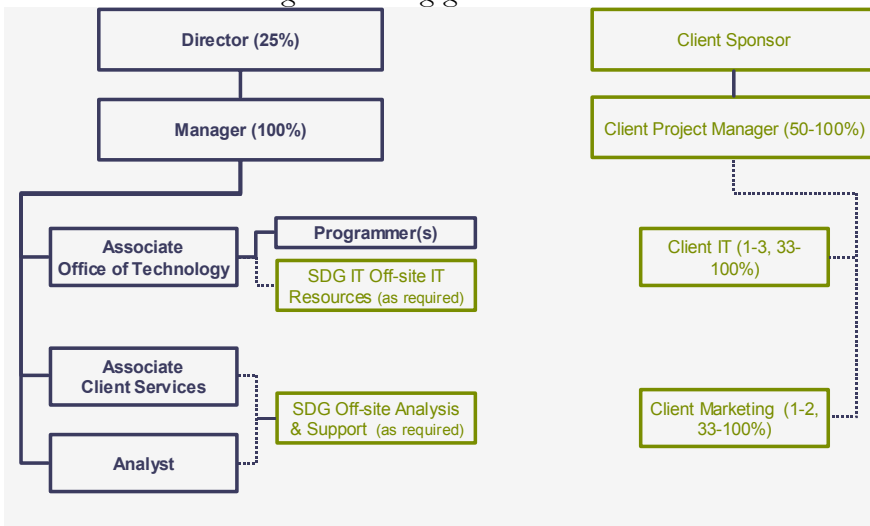 Director (25%)
Client Sponsor
Manager (100%)
Client Project Manager (50-100%)
Associate
Office of Technology
Programmer(s)
SDG IT Off-site IT
Resources (as required)
Client IT (1-3, 33-
100%)
Associate
Client Services
SDG Off-site Analysis
& Support (as required)
Analyst
Client Marketing (1-2,
33-100%)